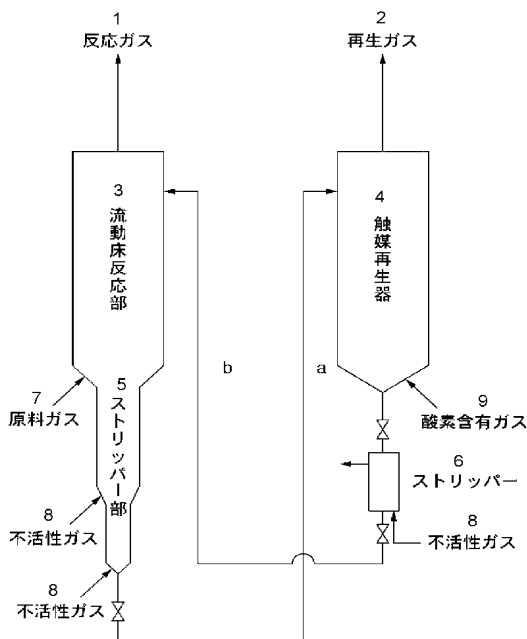 1
反応ガス
2
再生ガス
3
流動床反応部
4
触媒再生器
b
a
7
原料ガス
5
ストリッパー部
9
酸素含有ガス
6
ストリッパー
8
不活性ガス
8
不活性ガス
8
不活性ガス